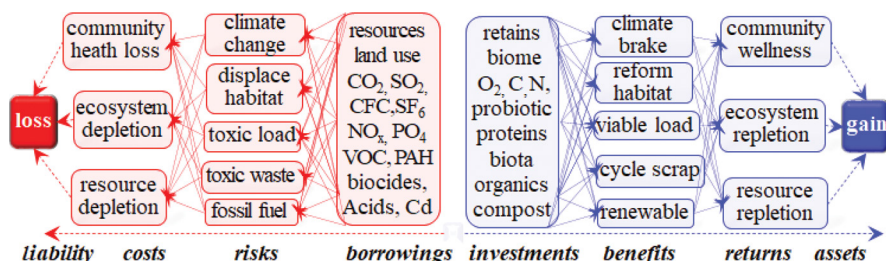 loss
community
heath loss
ecosystem
depletion
resource
depletion
climate
change
displace
habitat
toxic load
toxic waste
fossil fuel
resources
land use
CO2, SO2,
CFC,SF6
NOx, PO4
VOC, PAH
biocides,
Acids, Cd
retains
biome
O2, C, N,
probiotic
proteins
biota
organics
compost
climate
brake
reform
habitat
viable load
cycle scrap
renewable
community
wellness
ecosystem
repletion
resource
repletion
gain
liability costs risks borrowings investments benefits returns assets